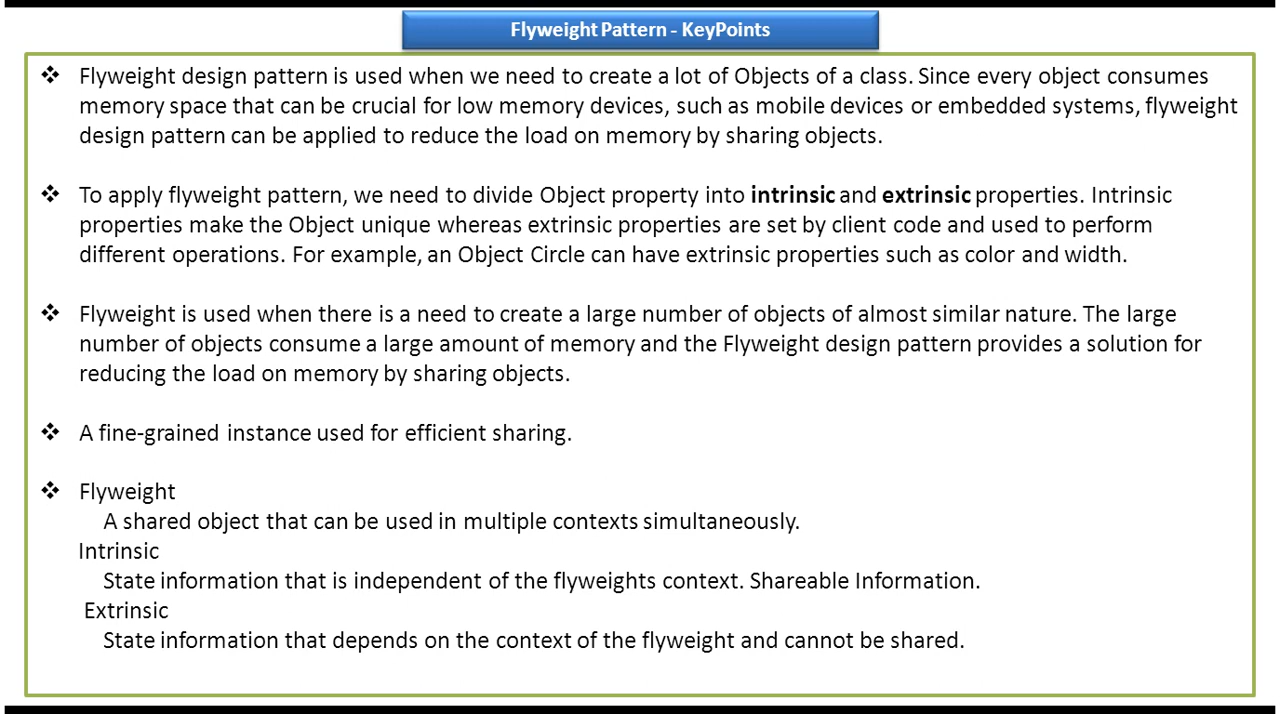 Flyweight Pattern - KeyPoints
❖ Flyweight design pattern is used when we need to create a lot of Objects of a class. Since every object consumes
memory space that can be crucial for low memory devices, such as mobile devices or embedded systems, flyweight
design pattern can be applied to reduce the load on memory by sharing objects.
❖ To apply flyweight pattern, we need to divide Object property into intrinsic and extrinsic properties. Intrinsic
properties make the Object unique whereas extrinsic properties are set by client code and used to perform
different operations. For example, an Object Circle can have extrinsic properties such as color and width.
❖ Flyweight is used when there is a need to create a large number of objects of almost similar nature. The large
number of objects consume a large amount of memory and the Flyweight design pattern provides a solution for
reducing the load on memory by sharing objects.
❖ A fine-grained instance used for efficient sharing.
❖ Flyweight
A shared object that can be used in multiple contexts simultaneously.
Intrinsic
State information that is independent of the flyweights context. Shareable Information.
Extrinsic
State information that depends on the context of the flyweight and cannot be shared.